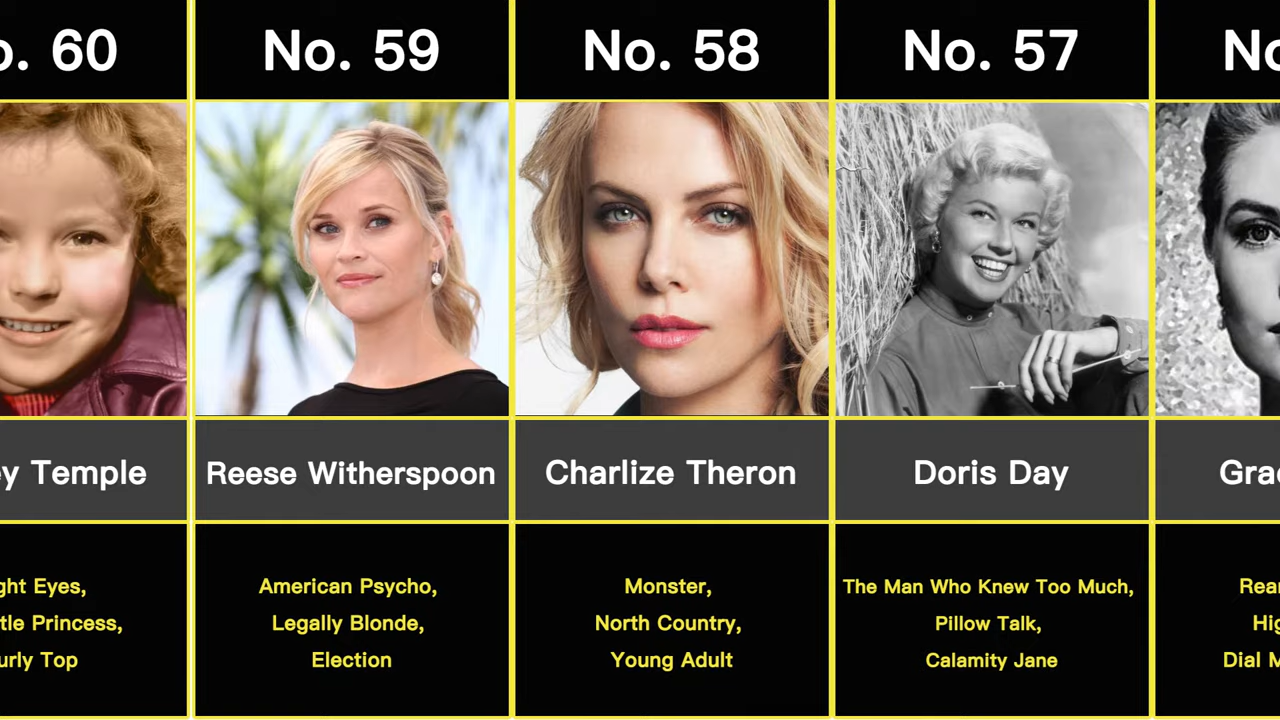 o. 60
No. 59
No. 58
No. 57
No
y Temple
Reese Witherspoon
Charlize Theron
Doris Day
Grac
ght Eyes,
tle Princess,
urly Top
American Psycho,
Legally Blonde,
Election
Monster,
North Country,
Young Adult
The Man Who Knew Too Much,
Pillow Talk,
Calamity Jane
Rear
Hig
Dial M